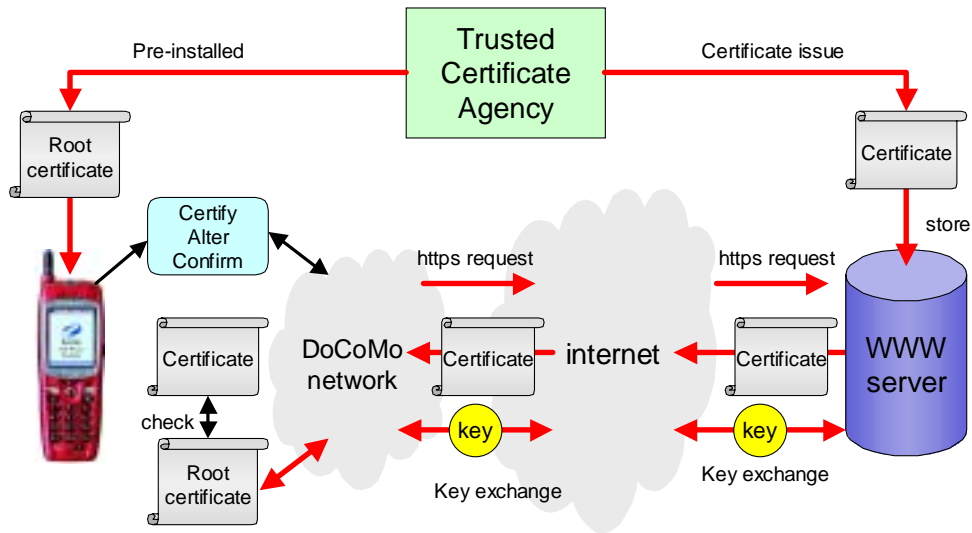 Pre-installed
Trusted
Certificate
Agency
Certificate issue
Root
certificate
Certificate
Certify
Alter
Confirm
store
https request
https request
Certificate
DoCoMo
network
Certificate
internet
Certificate
WWW
server
check
key
key
Root
certificate
Key exchange
Key exchange